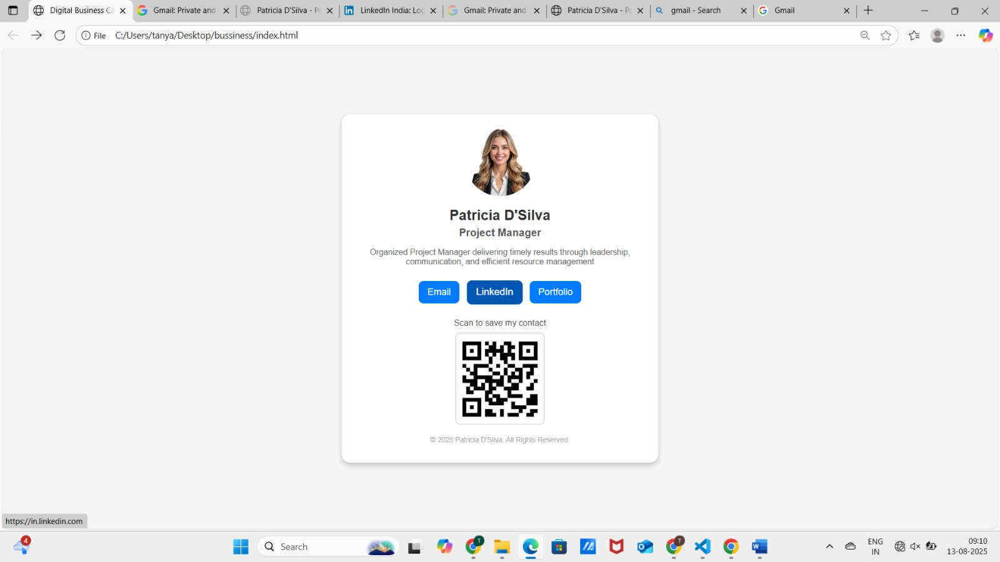 Digital Business Ca
Gmail: Private and
Patricia D'Silva - Po
LinkedIn India: Log
Gmail: Private and
Patricia D'Silva - Po
gmail - Search
Gmail
File
C:/Users/tanya/Desktop/bussiness/index.html
Patricia D'Silva
Project Manager
Organized Project Manager delivering timely results through leadership,
communication, and efficient resource management
Email
LinkedIn
Portfolio
Scan to save my contact
© 2025 Patricia D'Silva. All Rights Reserved.
https://in.linkedin.com
4
Search
T
T
ENG
IN
09:10
13-08-2025